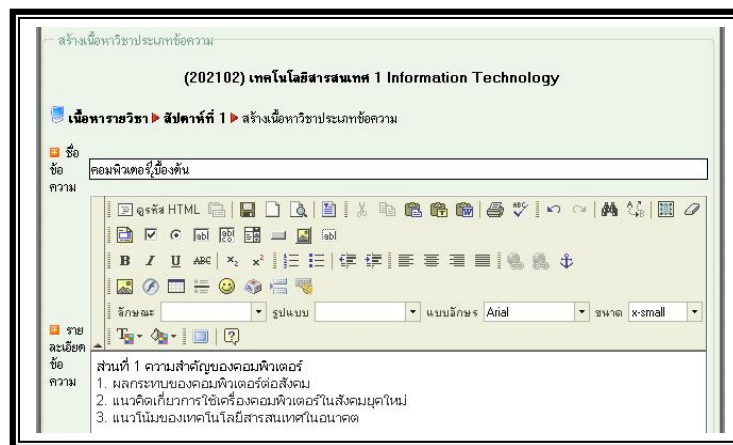 สร้างเนื้อหาวิชาประเภทข้อความ
(202102) เทคโนโลยีสารสนเทศ 1 Information Technology
เนื้อหารายวิชา ▶ สัปดาห์ที่ 1 ▶ สร้างเนื้อหาวิชาประเภทข้อความ
ชื่อ
ข้อ
ความ
คอมพิวเตอร์เบื้องต้น
ดูรหัส HTML
ลักษณะ รูปแบบ แบบอักษร Arial ขนาด x-small
ราย
ละเอียด
ข้อ
ความ
ส่วนที่ 1 ความสำคัญของคอมพิวเตอร์
1. ผลกระทบของคอมพิวเตอร์ต่อสังคม
2. แนวคิดเกี่ยวการใช้เครื่องคอมพิวเตอร์ในสังคมยุคใหม่
3. แนวโน้มของเทคโนโลยีสารสนเทศในอนาคต